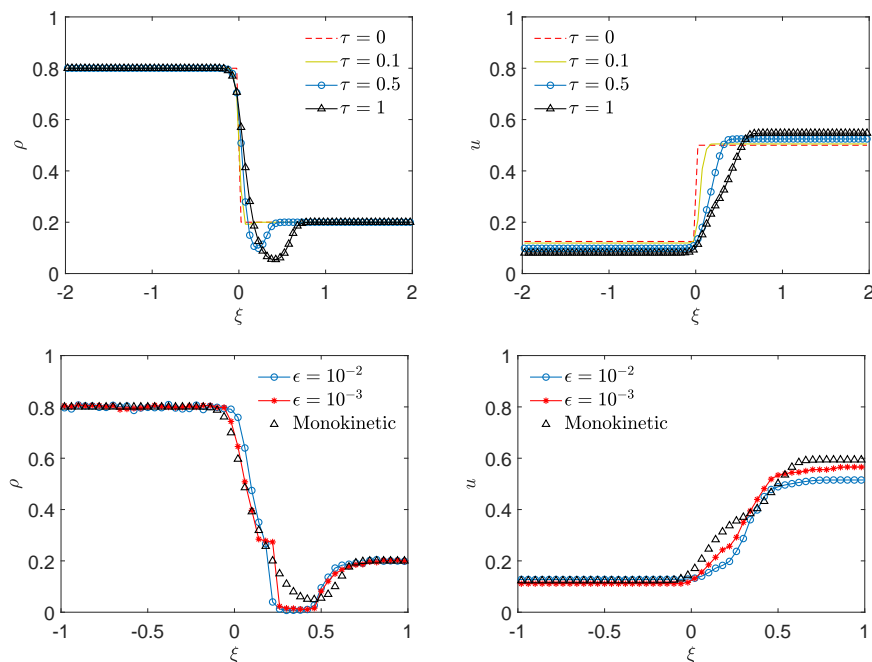 1
0.8
0.6
0.4
0.2
0
-2
-1
0
1
2
ρ
ξ
τ = 0
τ = 0.1
τ = 0.5
τ = 1
1
0.8
0.6
0.4
0.2
0
-2
-1
0
1
2
u
ξ
τ = 0
τ = 0.1
τ = 0.5
τ = 1
1
0.8
0.6
0.4
0.2
0
-1
-0.5
0
0.5
1
ρ
ξ
ϵ = 10⁻²
ϵ = 10⁻³
Monokinetic
1
0.8
0.6
0.4
0.2
0
-1
-0.5
0
0.5
1
u
ξ
ϵ = 10⁻²
ϵ = 10⁻³
Monokinetic